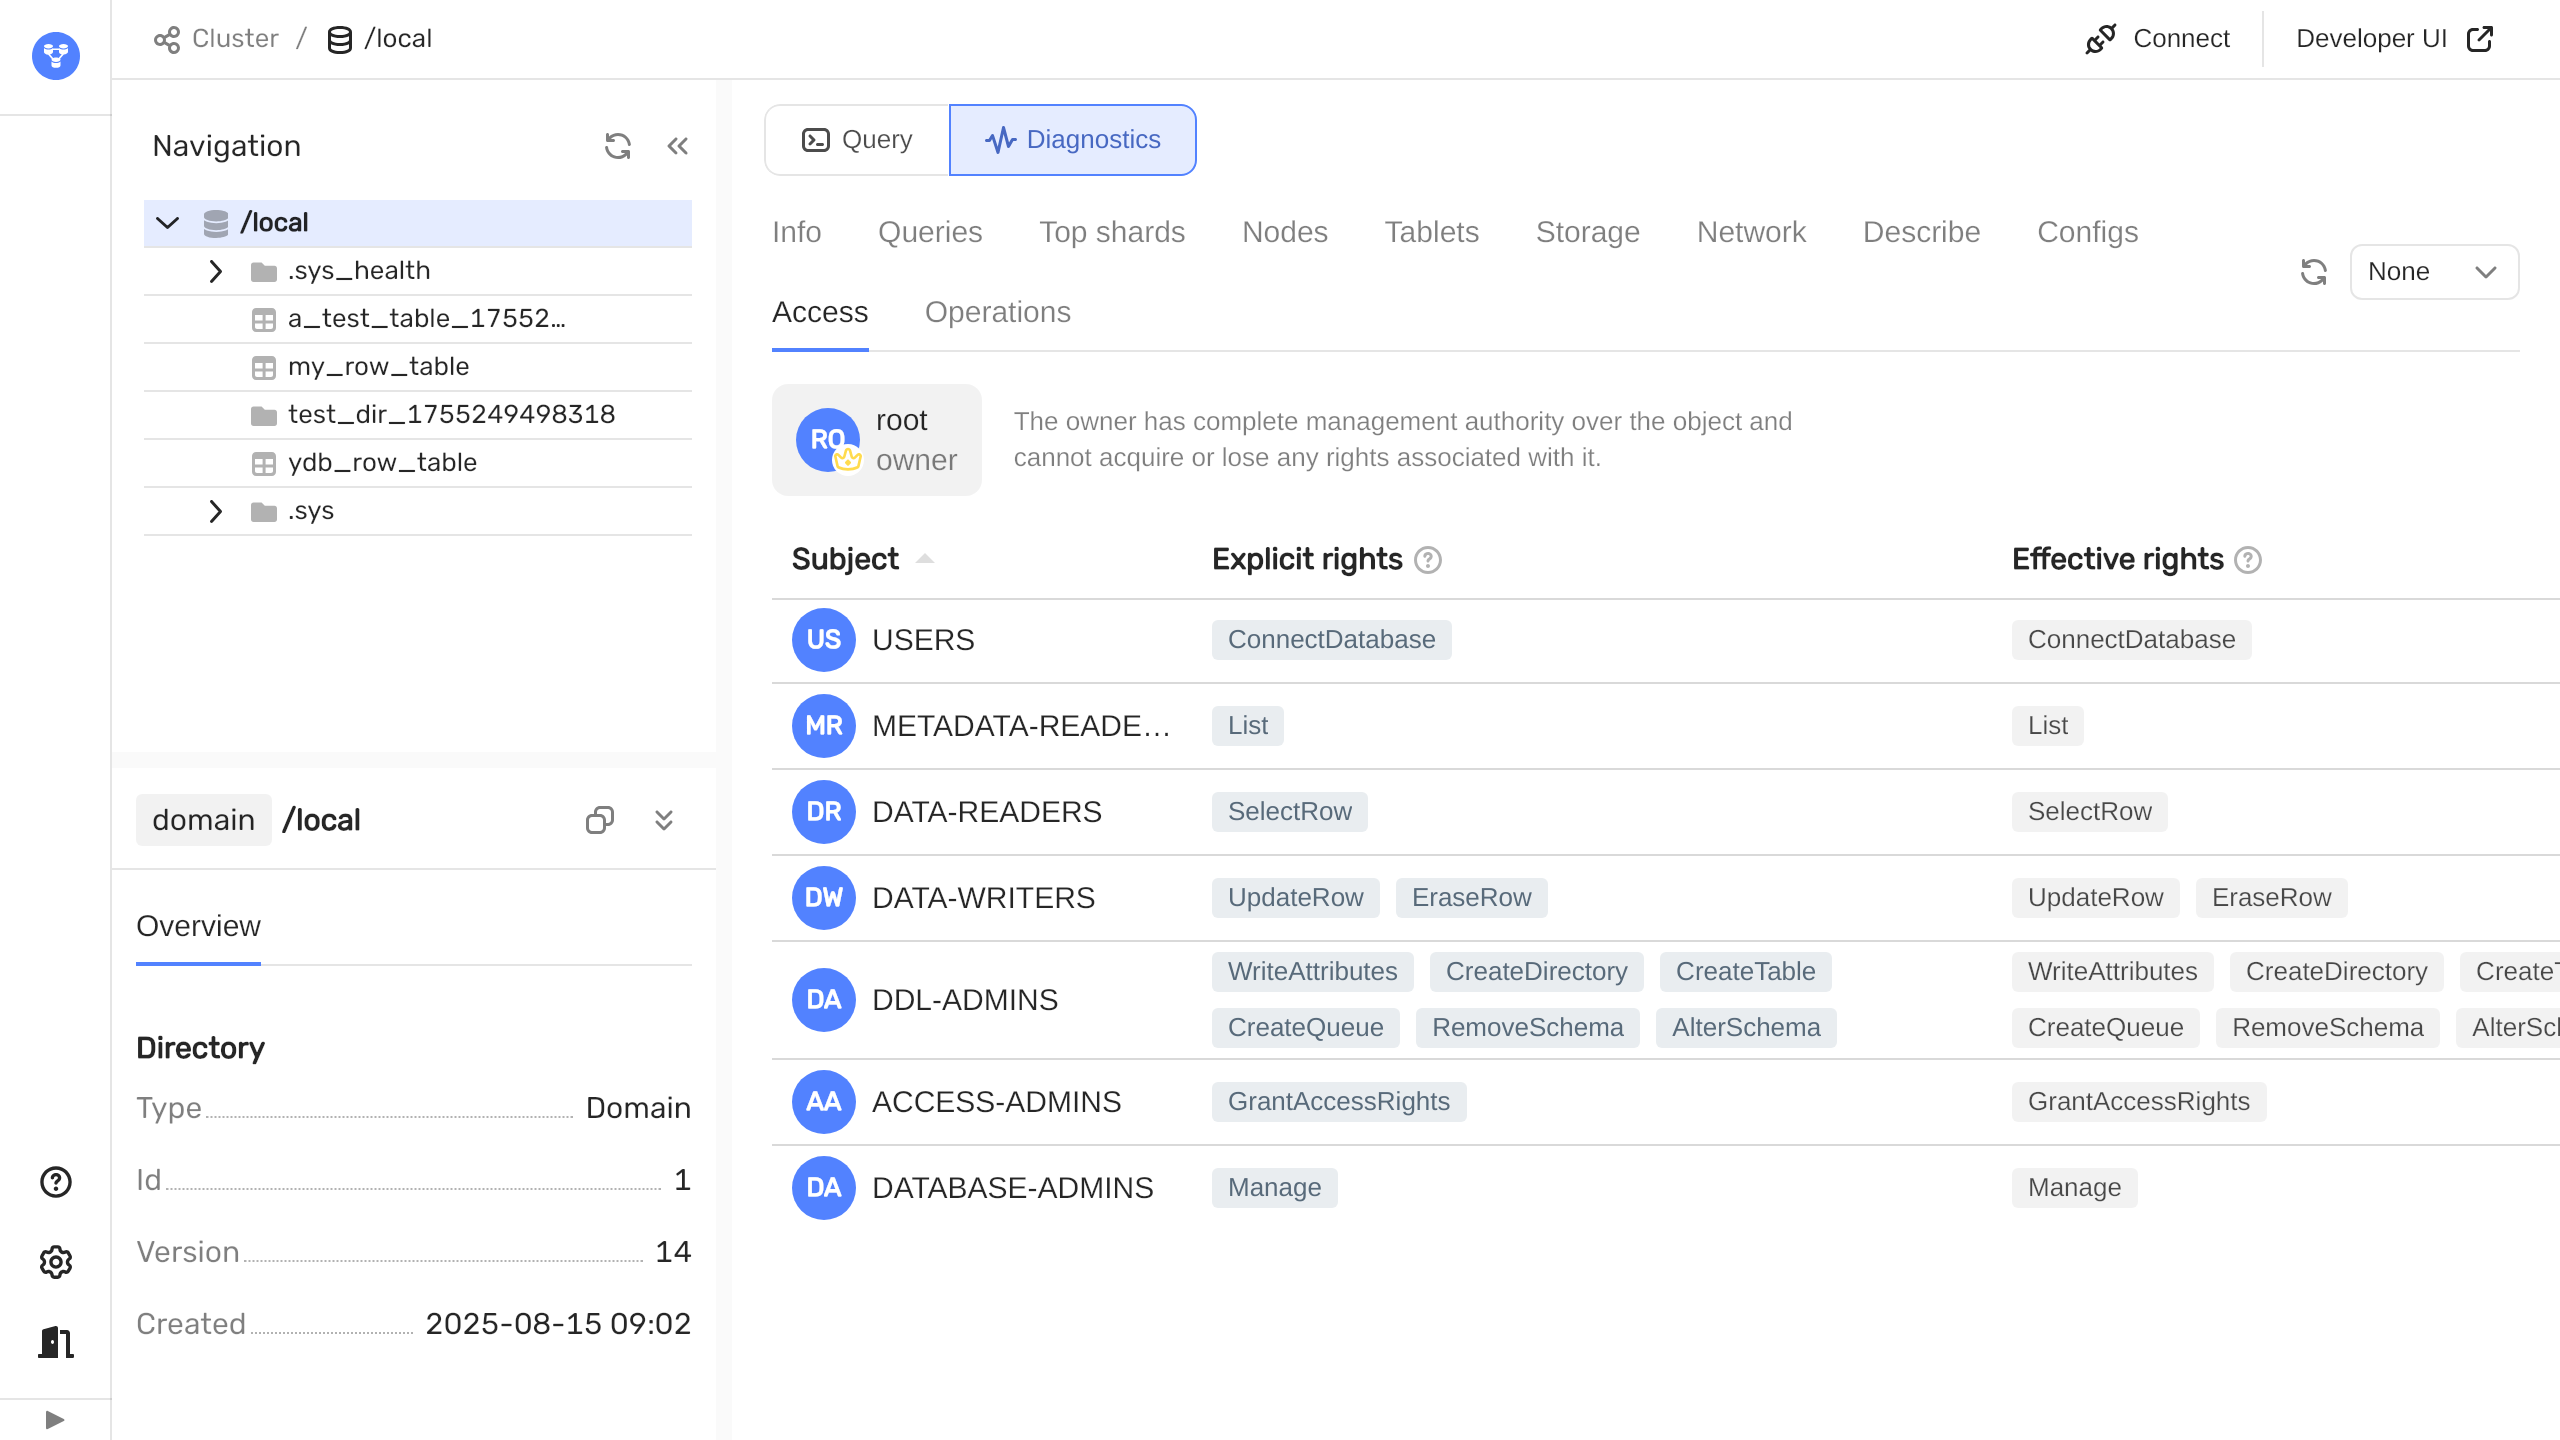 Cluster / /local
Connect
Developer UI
Navigation
/local
.sys_health
a_test_table_17552…
my_row_table
test_dir_1755249498318
ydb_row_table
.sys
domain /local
Overview
Directory
Type Domain
Id 1
Version 14
Created 2025-08-15 09:02
Query
Diagnostics
Info Queries Top shards Nodes Tablets Storage Network Describe Configs
Access Operations
None
RO
root
owner
The owner has complete management authority over the object and
cannot acquire or lose any rights associated with it.
Subject Explicit rights Effective rights
US USERS ConnectDatabase ConnectDatabase
MR METADATA-READE… List List
DR DATA-READERS SelectRow SelectRow
DW DATA-WRITERS UpdateRow EraseRow UpdateRow EraseRow
DA DDL-ADMINS
WriteAttributes CreateDirectory CreateTable WriteAttributes CreateDirectory
CreateQueue RemoveSchema AlterSchema CreateQueue RemoveSchema
AA ACCESS-ADMINS GrantAccessRights GrantAccessRights
DA DATABASE-ADMINS Manage Manage